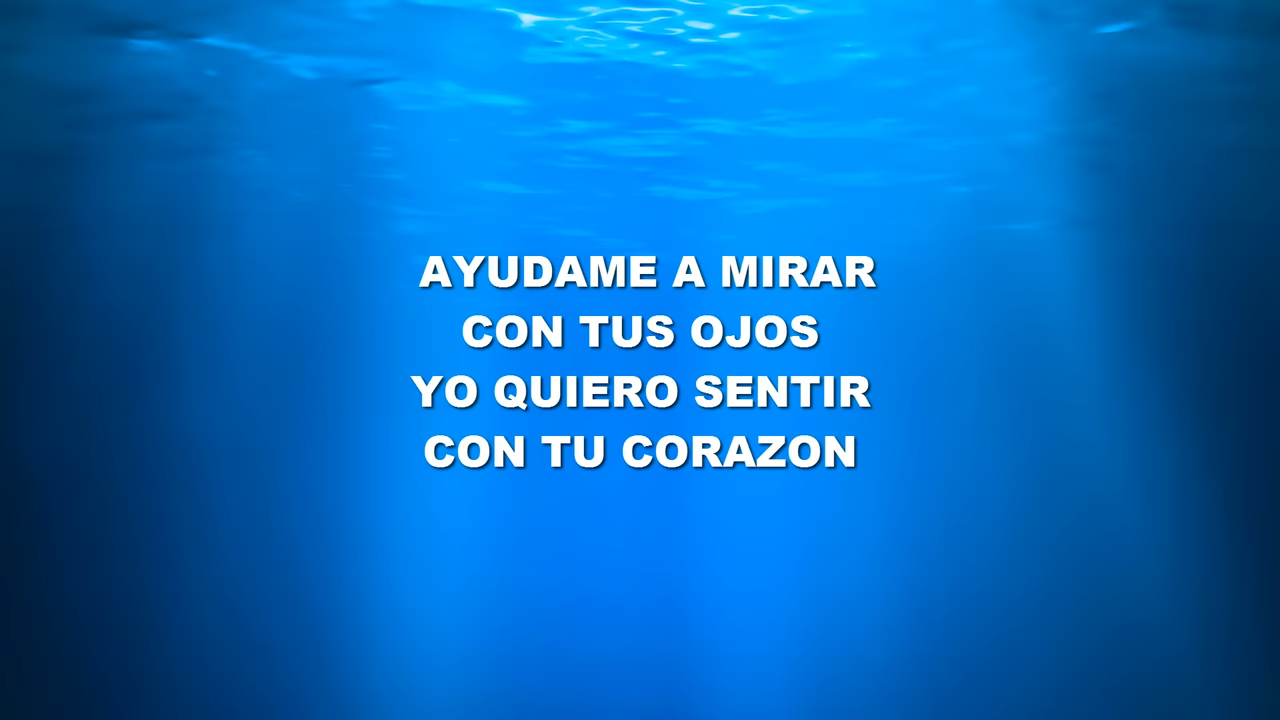 AYUDAME A MIRAR
CON TUS OJOS
YO QUIERO SENTIR
CON TU CORAZON